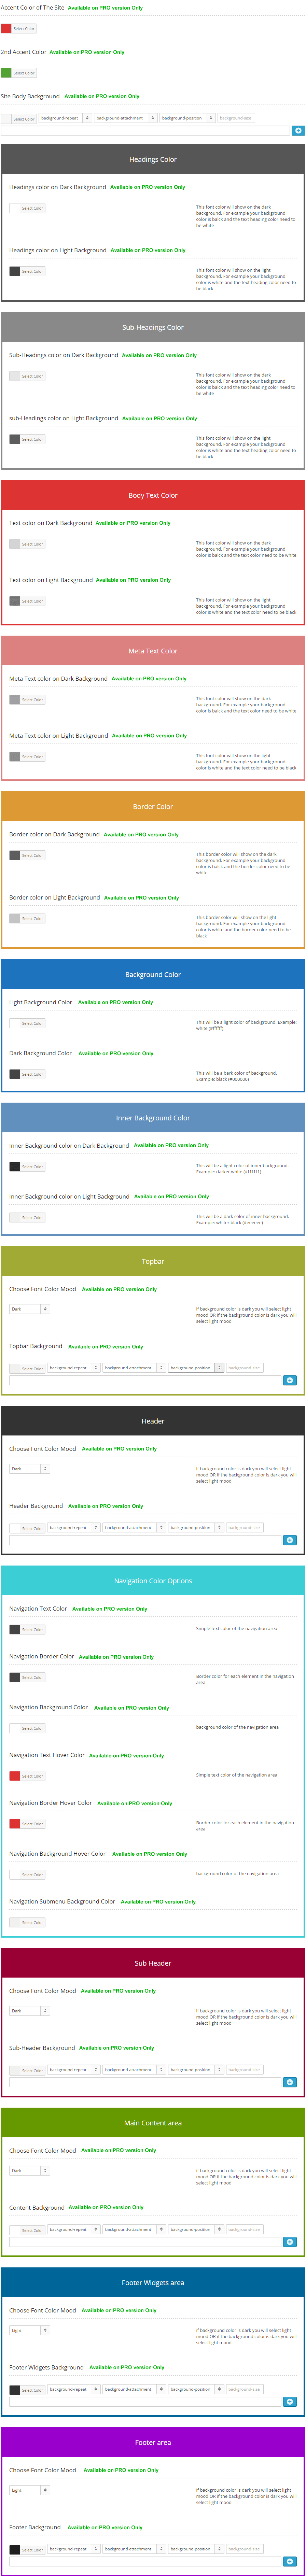 Accent Color of The Site Available on PRO version Only
Select Color
2nd Accent Color Available on PRO version Only
Select Color
Site Body Background Available on PRO version Only
Select Color background-repeat background-attachment background-position background-size
Headings Color
Headings color on Dark Background Available on PRO version Only
Select Color
This font color will show on the dark
background. For example your background
color is balck and the text heading color need to
be white
Headings color on Light Background Available on PRO version Only
Select Color
This font color will show on the light
background. For example your background
color is white and the text heading color need to
be black
Sub-Headings Color
Sub-Headings color on Dark Background Available on PRO version Only
Select Color
This font color will show on the dark
background. For example your background
color is balck and the text heading color need to
be white
sub-Headings color on Light Background Available on PRO version Only
Select Color
This font color will show on the light
background. For example your background
color is white and the text heading color need to
be black
Body Text Color
Text color on Dark Background Available on PRO version Only
Select Color
This font color will show on the dark
background. For example your background
color is balck and the text color need to be white
Text color on Light Background Available on PRO version Only
Select Color
This font color will show on the light
background. For example your background
color is white and the text color need to be black
Meta Text Color
Meta Text color on Dark Background Available on PRO version Only
Select Color
This font color will show on the dark
background. For example your background
color is balck and the text color need to be white
Meta Text color on Light Background Available on PRO version Only
Select Color
This font color will show on the light
background. For example your background
color is white and the text color need to be black
Border Color
Border color on Dark Background Available on PRO version Only
Select Color
This border color will show on the dark
background. For example your background
color is balck and the border color need to be
white
Border color on Light Background Available on PRO version Only
Select Color
This border color will show on the light
background. For example your background
color is white and the border color need to be
black
Background Color
Light Background Color Available on PRO version Only
Select Color
This will be a light color of background. Example:
white (#ffffff)
Dark Background Color Available on PRO version Only
Select Color
This will be a bark color of background.
Example: black (#000000)
Inner Background Color
Inner Background color on Dark Background Available on PRO version Only
Select Color
This will be a light color of inner background.
Example: darker white (#f1f1f1)
Inner Background color on Light Background Available on PRO version Only
Select Color
This will be a dark color of inner background.
Example: whiter black (#eeeeee)
Topbar
Choose Font Color Mood Available on PRO version Only
Dark
If background color is dark you will select light
mood OR if the background color is dark you will
select light mood
Topbar Background Available on PRO version Only
Select Color background-repeat background-attachment background-position background-size
Header
Choose Font Color Mood Available on PRO version Only
Dark
If background color is dark you will select light
mood OR if the background color is dark you will
select light mood
Header Background Available on PRO version Only
Select Color background-repeat background-attachment background-position background-size
Navigation Color Options
Navigation Text Color Available on PRO version Only
Select Color
Simple text color of the navigation area
Navigation Border Color Available on PRO version Only
Select Color
Border color for each element in the navigation
area
Navigation Background Color Available on PRO version Only
Select Color
background color of the navigation area
Navigation Text Hover Color Available on PRO version Only
Select Color
Simple text color of the navigation area
Navigation Border Hover Color Available on PRO version Only
Select Color
Border color for each element in the navigation
area
Navigation Background Hover Color Available on PRO version Only
Select Color
background color of the navigation area
Navigation Submenu Background Color Available on PRO version Only
Select Color
Sub Header
Choose Font Color Mood Available on PRO version Only
Dark
If background color is dark you will select light
mood OR if the background color is dark you will
select light mood
Sub-Header Background Available on PRO version Only
Select Color background-repeat background-attachment background-position background-size
Main Content area
Choose Font Color Mood Available on PRO version Only
Dark
If background color is dark you will select light
mood OR if the background color is dark you will
select light mood
Content Background Available on PRO version Only
Select Color background-repeat background-attachment background-position background-size
Footer Widgets area
Choose Font Color Mood Available on PRO version Only
Light
If background color is dark you will select light
mood OR if the background color is dark you will
select light mood
Footer Widgets Background Available on PRO version Only
Select Color background-repeat background-attachment background-position background-size
Footer area
Choose Font Color Mood Available on PRO version Only
Light
If background color is dark you will select light
mood OR if the background color is dark you will
select light mood
Footer Background Available on PRO version Only
Select Color background-repeat background-attachment background-position background-size